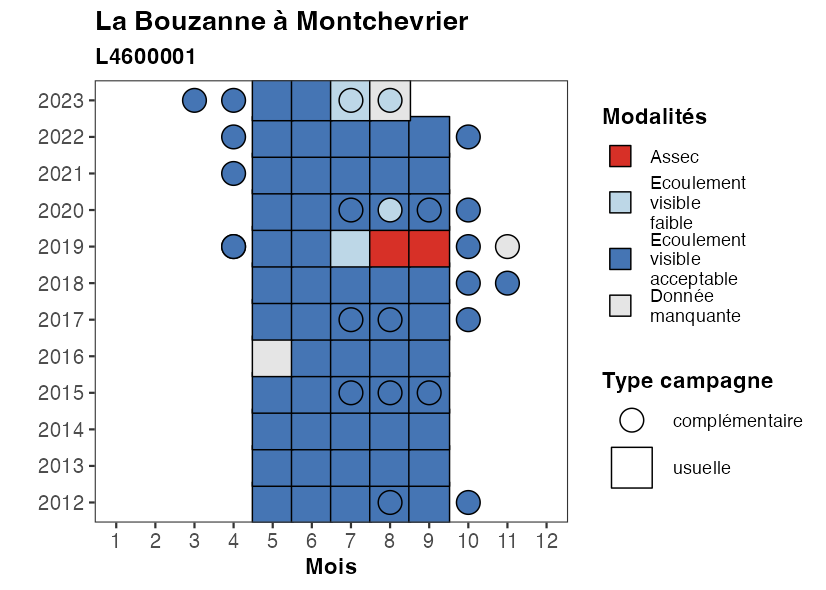 La Bouzanne à Montchevrier
L4600001
2023
2022
2021
2020
2019
2018
2017
2016
2015
2014
2013
2012
1 2 3 4 5 6 7 8 9 10 11 12
Mois
Modalités
Assec
Ecoulement
visible
faible
Ecoulement
visible
acceptable
Donnée
manquante
Type campagne
complémentaire
usuelle